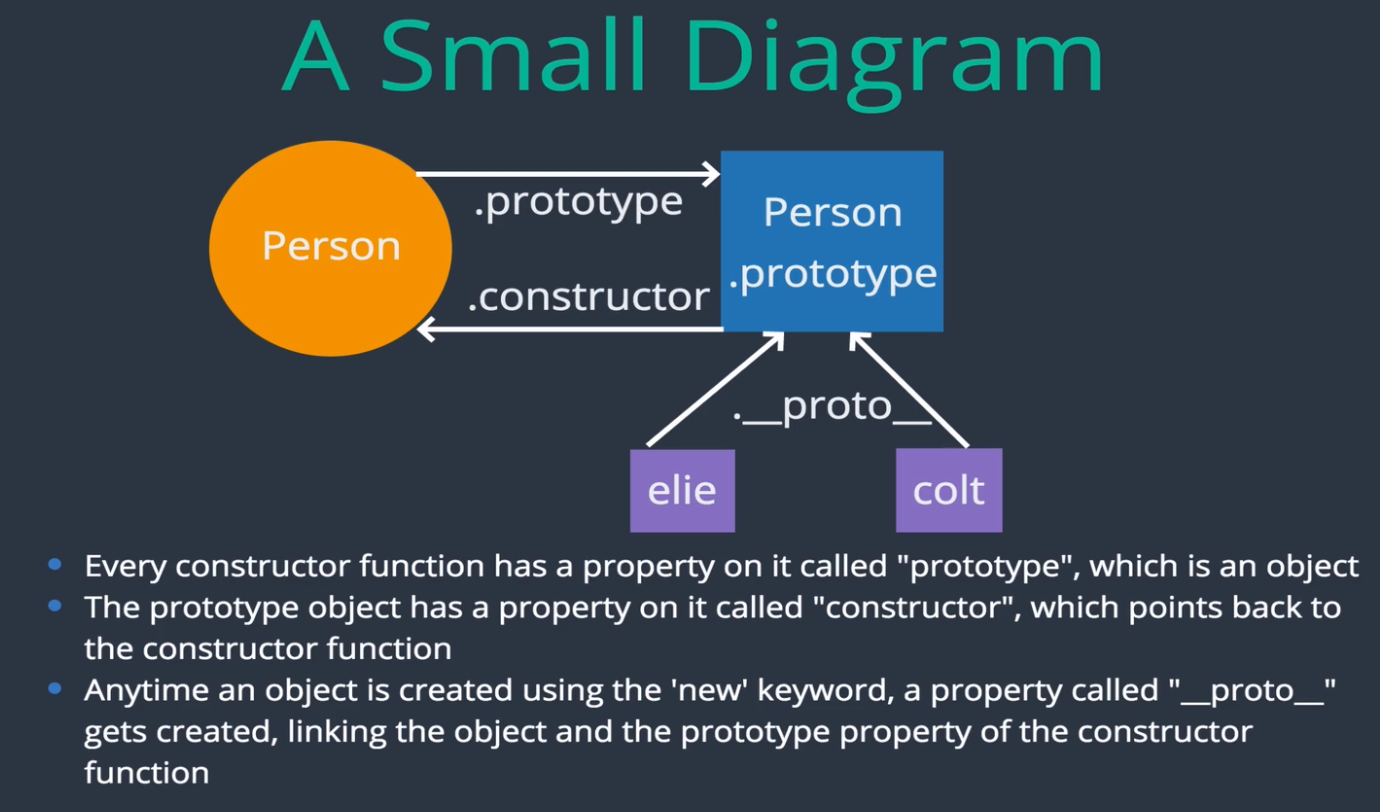 A Small Diagram
Person
.prototype
Person
.prototype
.constructor
.__proto__
elie
colt
Every constructor function has a property on it called "prototype", which is an object
The prototype object has a property on it called "constructor", which points back to
the constructor function
Anytime an object is created using the 'new' keyword, a property called "__proto__"
gets created, linking the object and the prototype property of the constructor
function